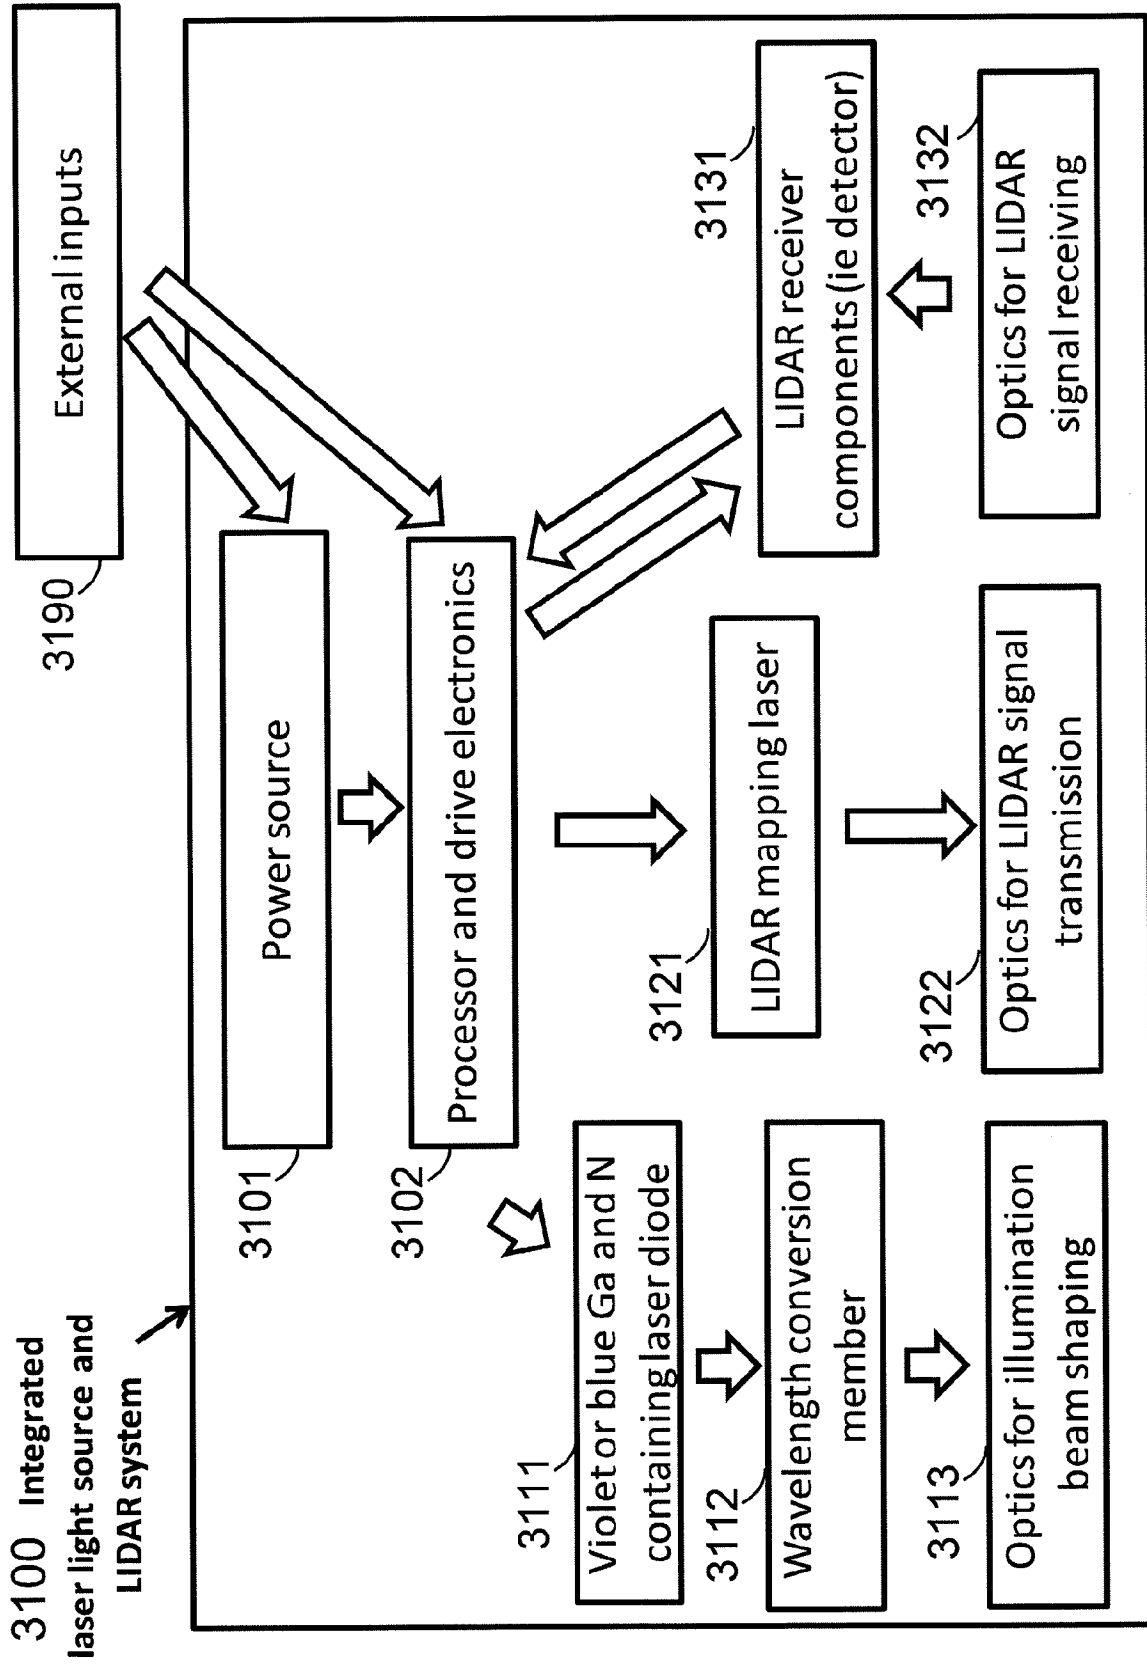 3100 Integrated
laser light source and
LIDAR system
3190
External inputs
3101
Power source
3102
Processor and drive electronics
3111
Violet or blue Ga and N
containing laser diode
3112
Wavelength conversion
member
3113
Optics for illumination
beam shaping
3121
LIDAR mapping laser
3122
Optics for LIDAR signal
transmission
3131
LIDAR receiver
components (ie detector)
3132
Optics for LIDAR
signal receiving